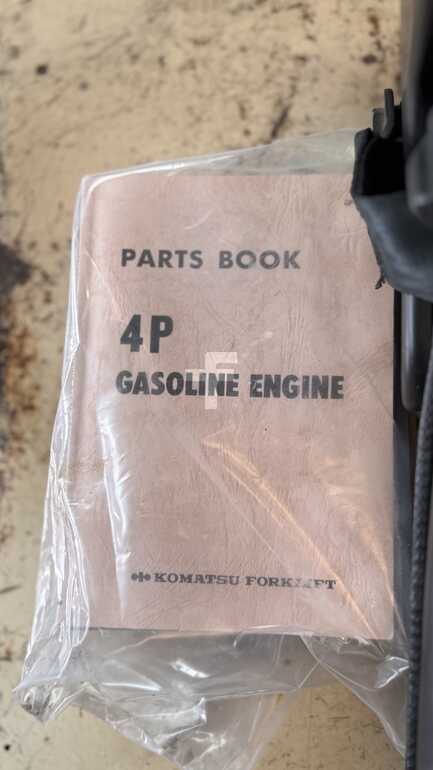 PARTS BOOK
4P
GASOLINE ENGINE
KOMATSU FORKLIFT